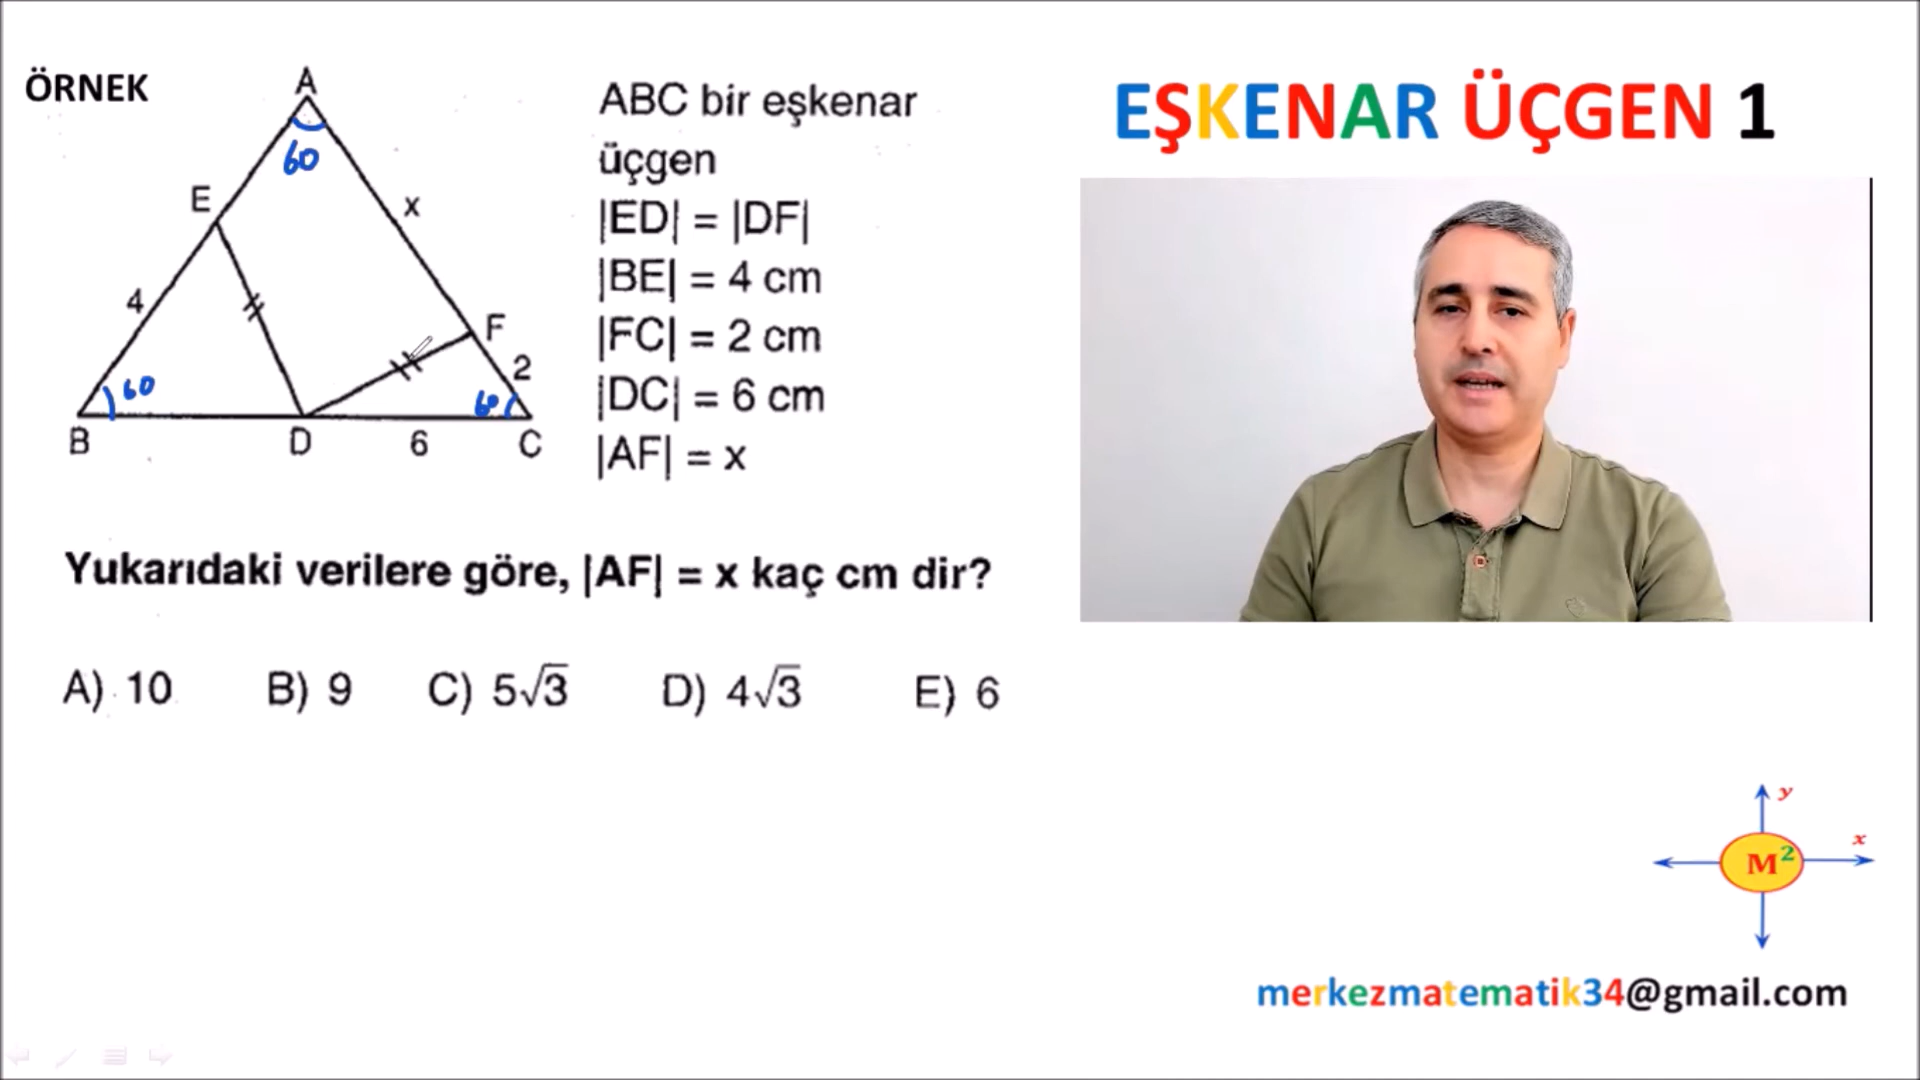 ÖRNEK
A
60
E
x
4
F
2
60
60
B
D
6
C
ABC bir eşkenar
üçgen
|ED| = |DF|
|BE| = 4 cm
|FC| = 2 cm
|DC| = 6 cm
|AF| = x
Yukarıdaki verilere göre, |AF| = x kaç cm dir?
A) 10 B) 9 C) 5√3 D) 4√3 E) 6
EŞKENAR ÜÇGEN 1
y
x
M²
merkezmatematik34@gmail.com